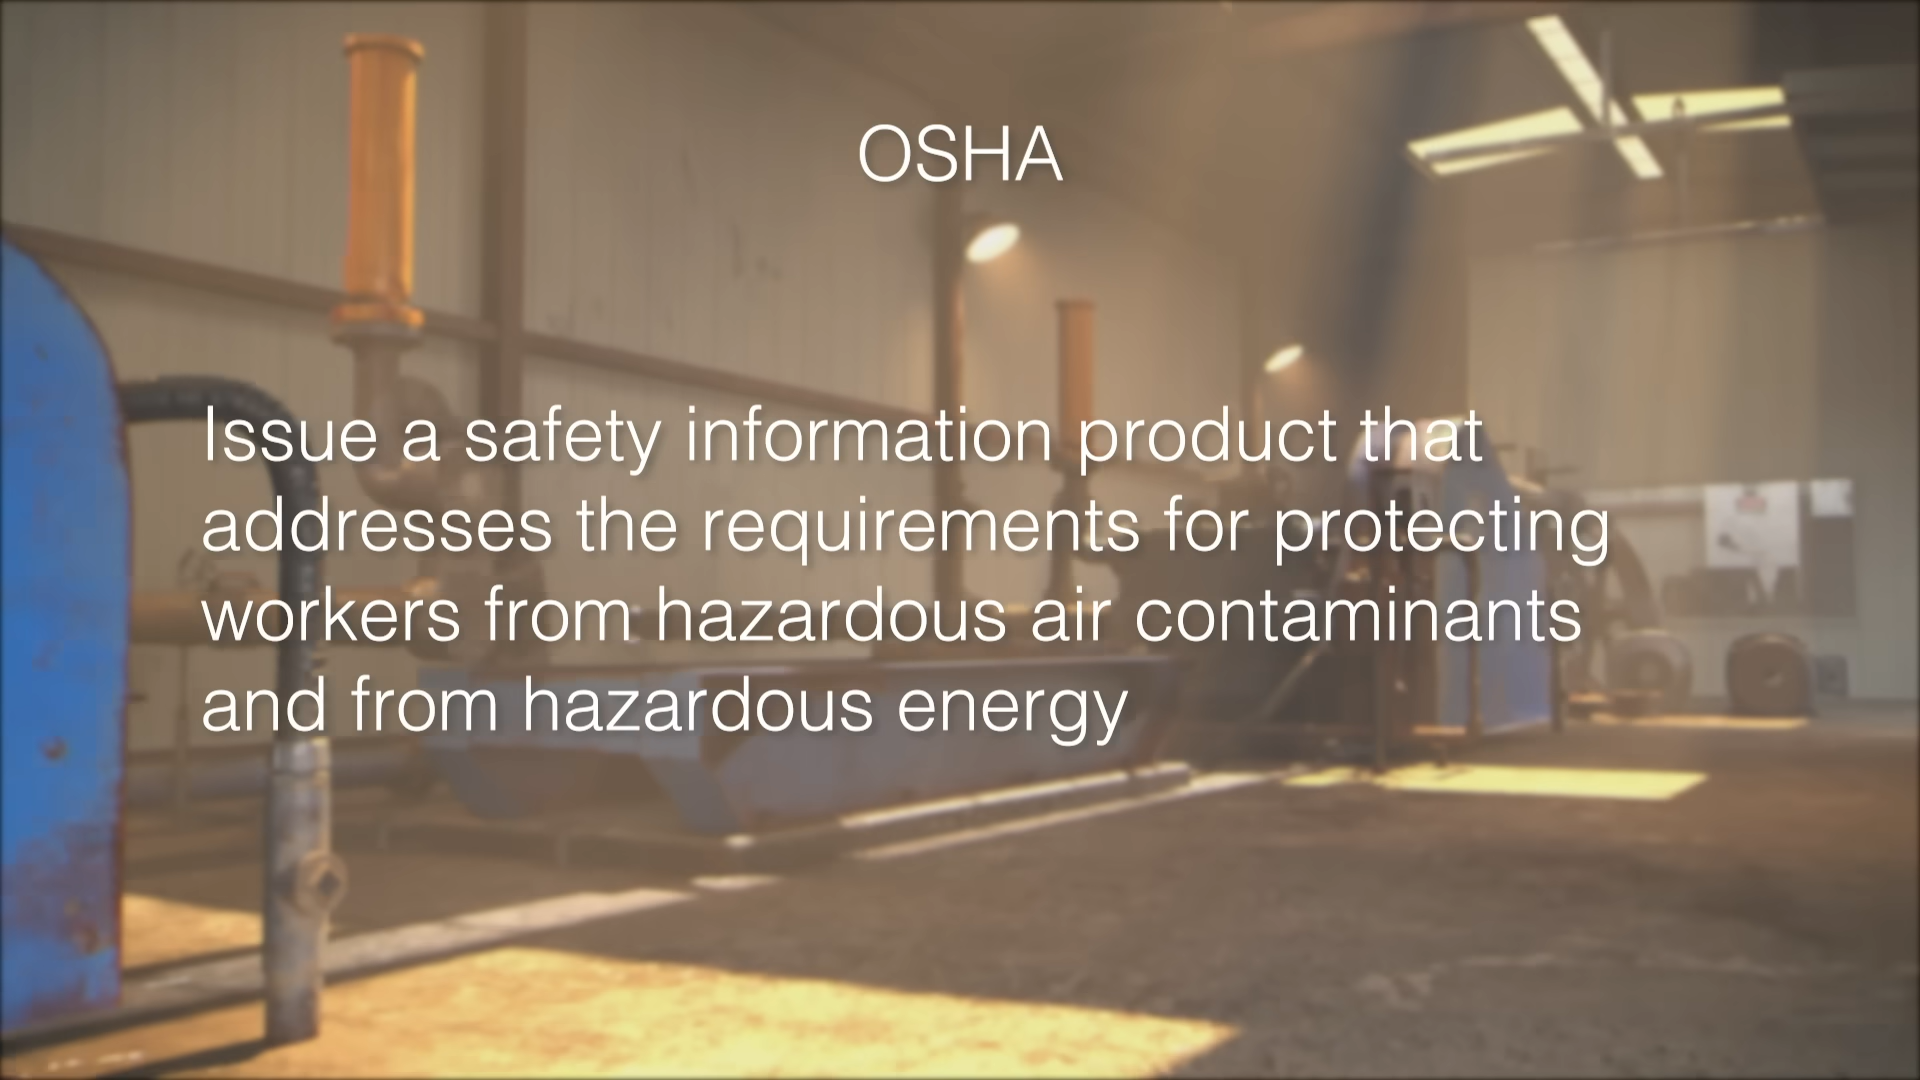 OSHA
Issue a safety information product that
addresses the requirements for protecting
workers from hazardous air contaminants
and from hazardous energy